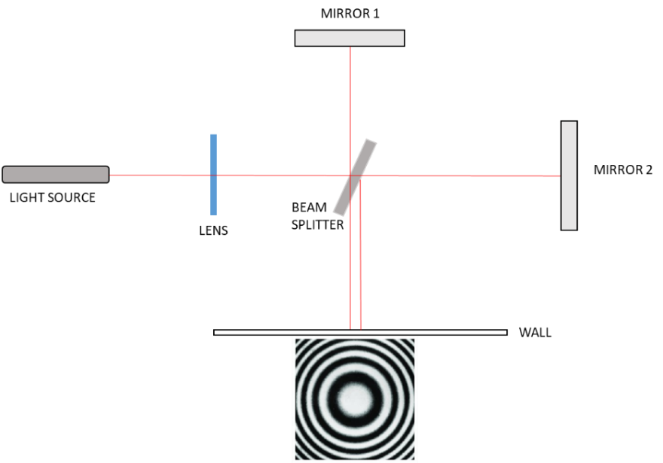 MIRROR 1
MIRROR 2
LIGHT SOURCE
LENS
BEAM
SPLITTER
WALL